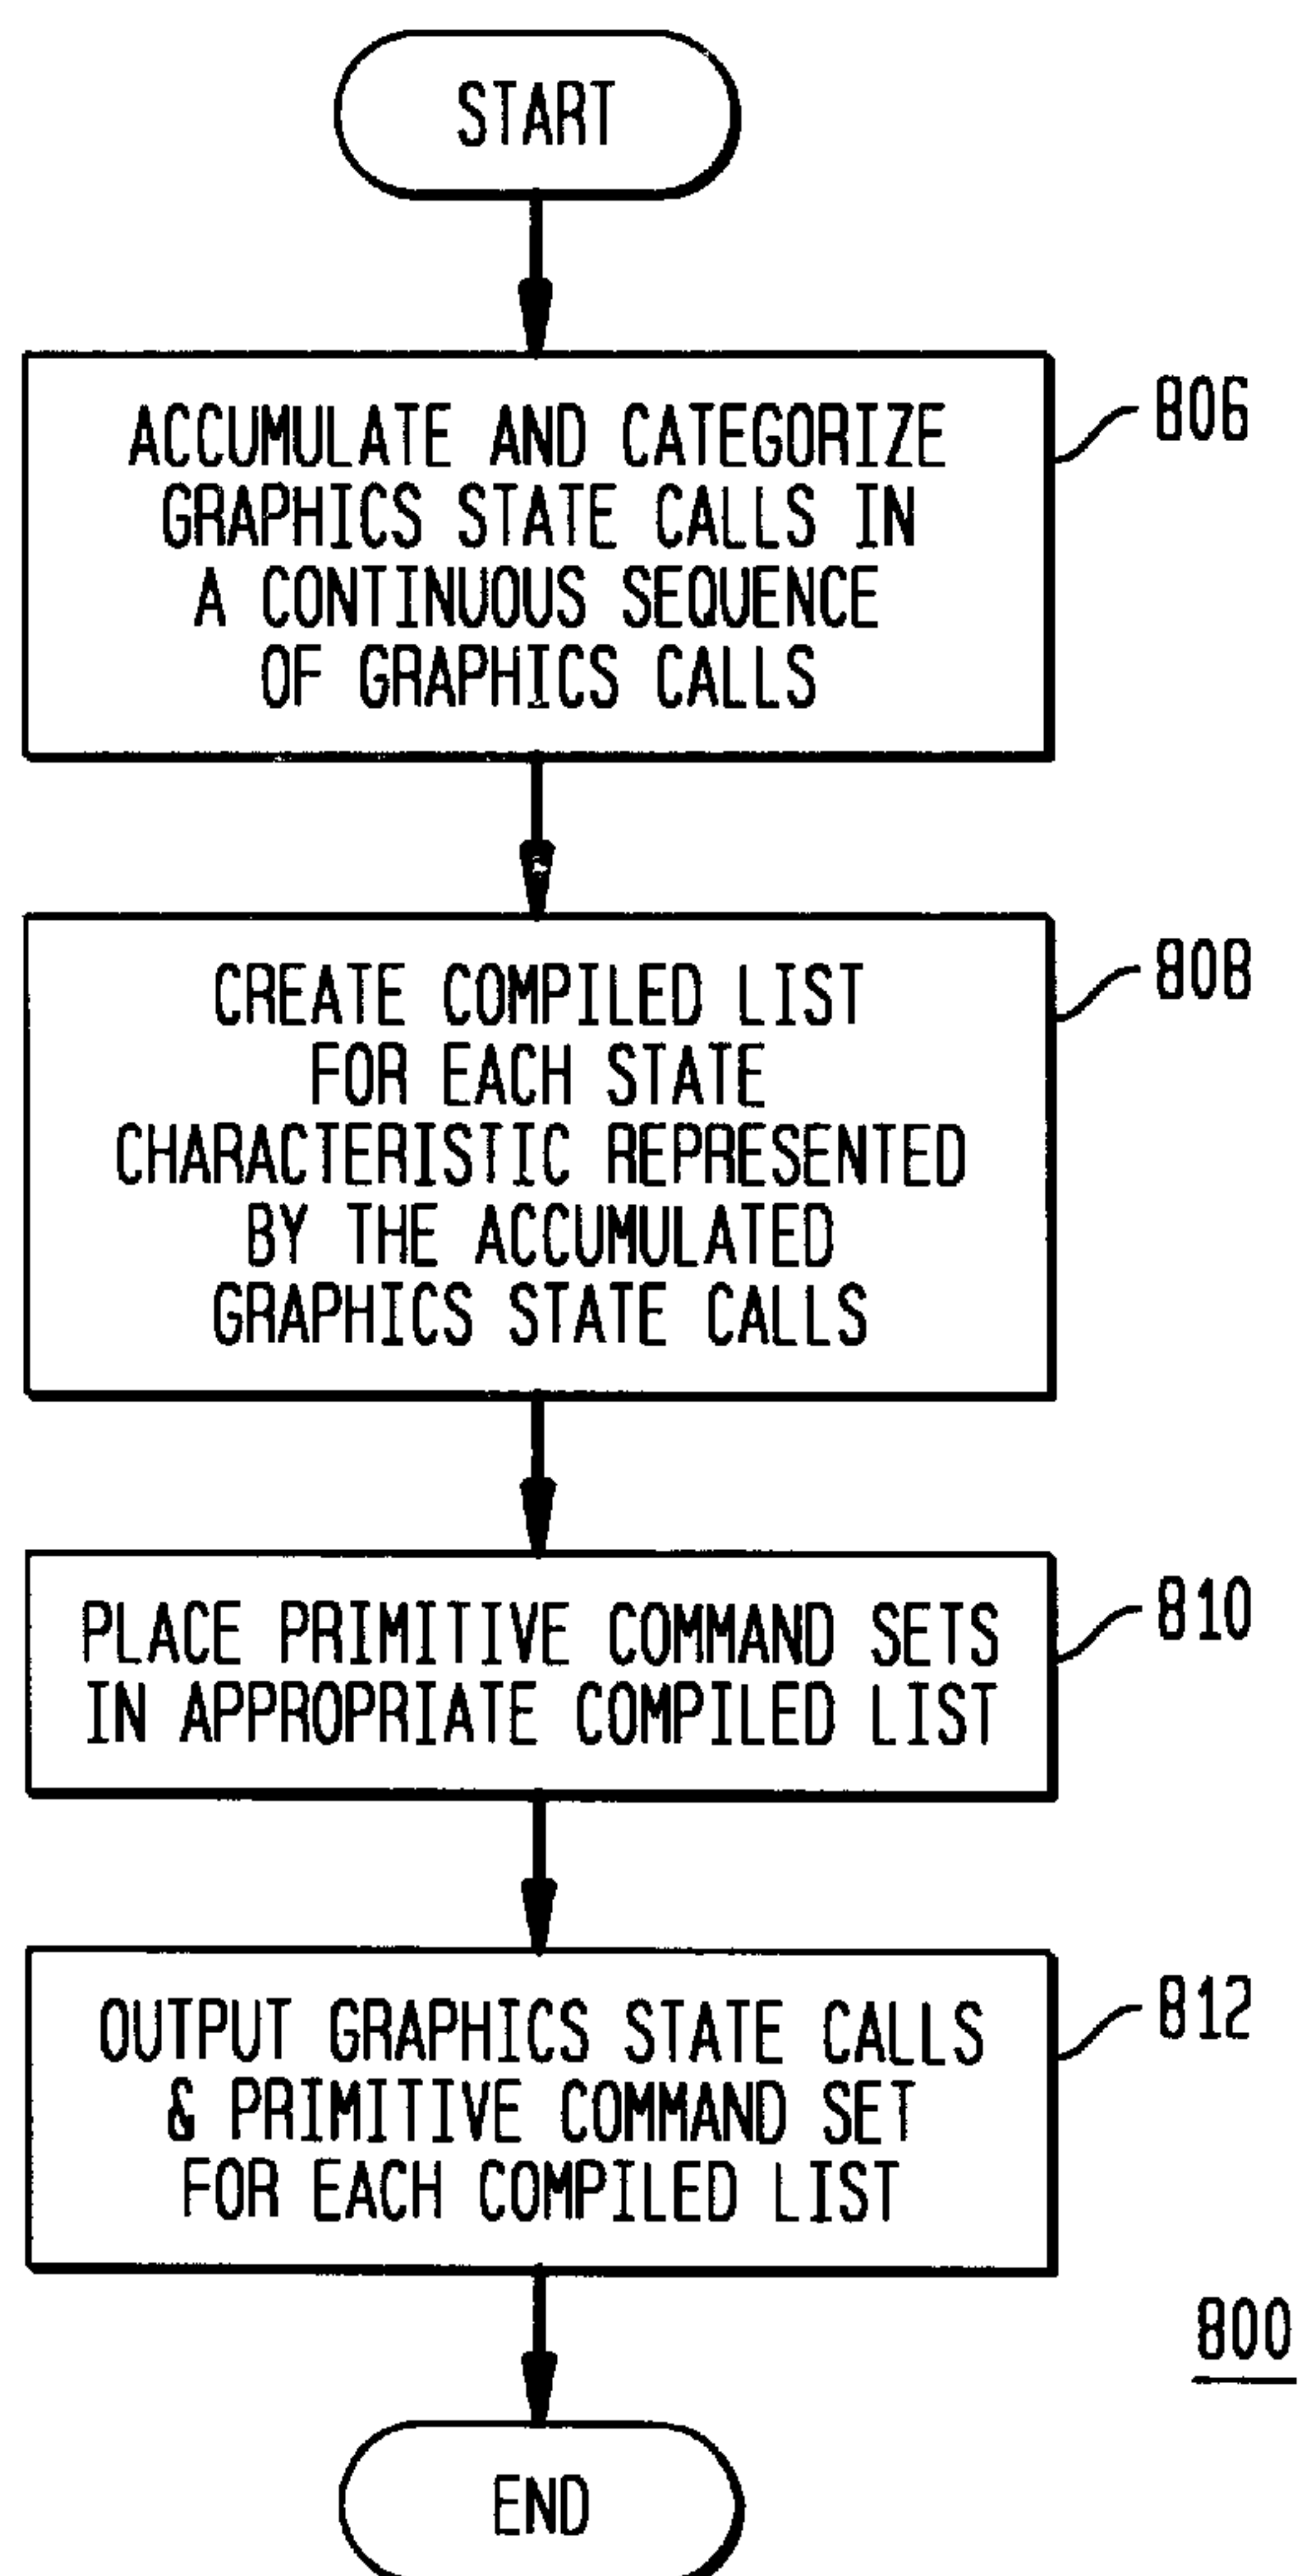 START
ACCUMULATE AND CATEGORIZE
GRAPHICS STATE CALLS IN
A CONTINUOUS SEQUENCE
OF GRAPHICS CALLS
806
CREATE COMPILED LIST
FOR EACH STATE
CHARACTERISTIC REPRESENTED
BY THE ACCUMULATED
GRAPHICS STATE CALLS
808
PLACE PRIMITIVE COMMAND SETS
IN APPROPRIATE COMPILED LIST
810
OUTPUT GRAPHICS STATE CALLS
& PRIMITIVE COMMAND SET
FOR EACH COMPILED LIST
812
800
END